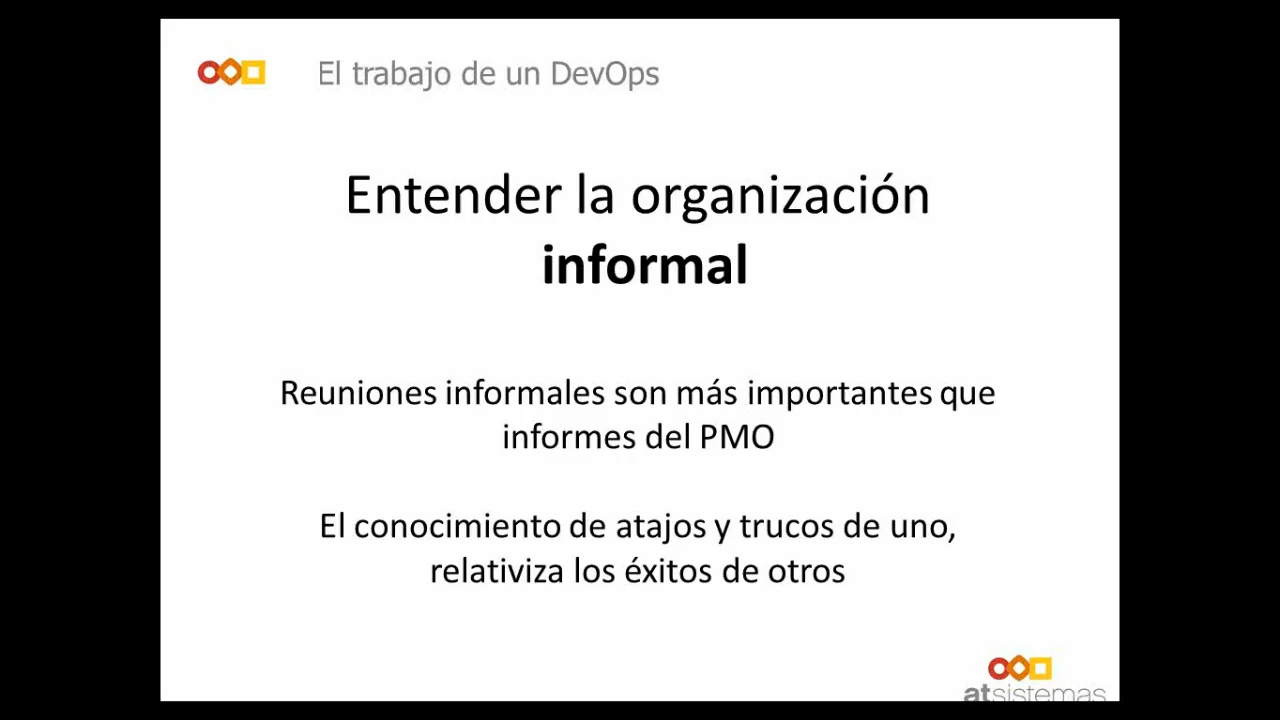 El trabajo de un DevOps
Entender la organización
informal
Reuniones informales son más importantes que
informes del PMO
El conocimiento de atajos y trucos de uno,
relativiza los éxitos de otros
atsistemas